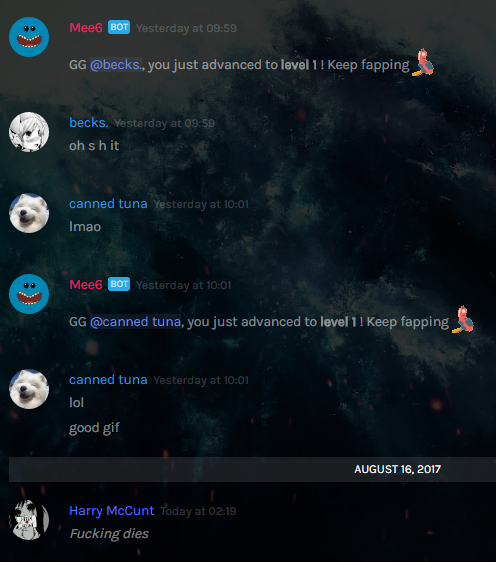 Mee6 BOT Yesterday at 09:59
GG @becks., you just advanced to level 1 ! Keep fapping
becks. Yesterday at 09:59
oh s h it
canned tuna Yesterday at 10:01
lmao
Mee6 BOT Yesterday at 10:01
GG @canned tuna, you just advanced to level 1 ! Keep fapping
canned tuna Yesterday at 10:01
lol
good gif
AUGUST 16, 2017
Harry McCunt Today at 02:19
Fucking dies